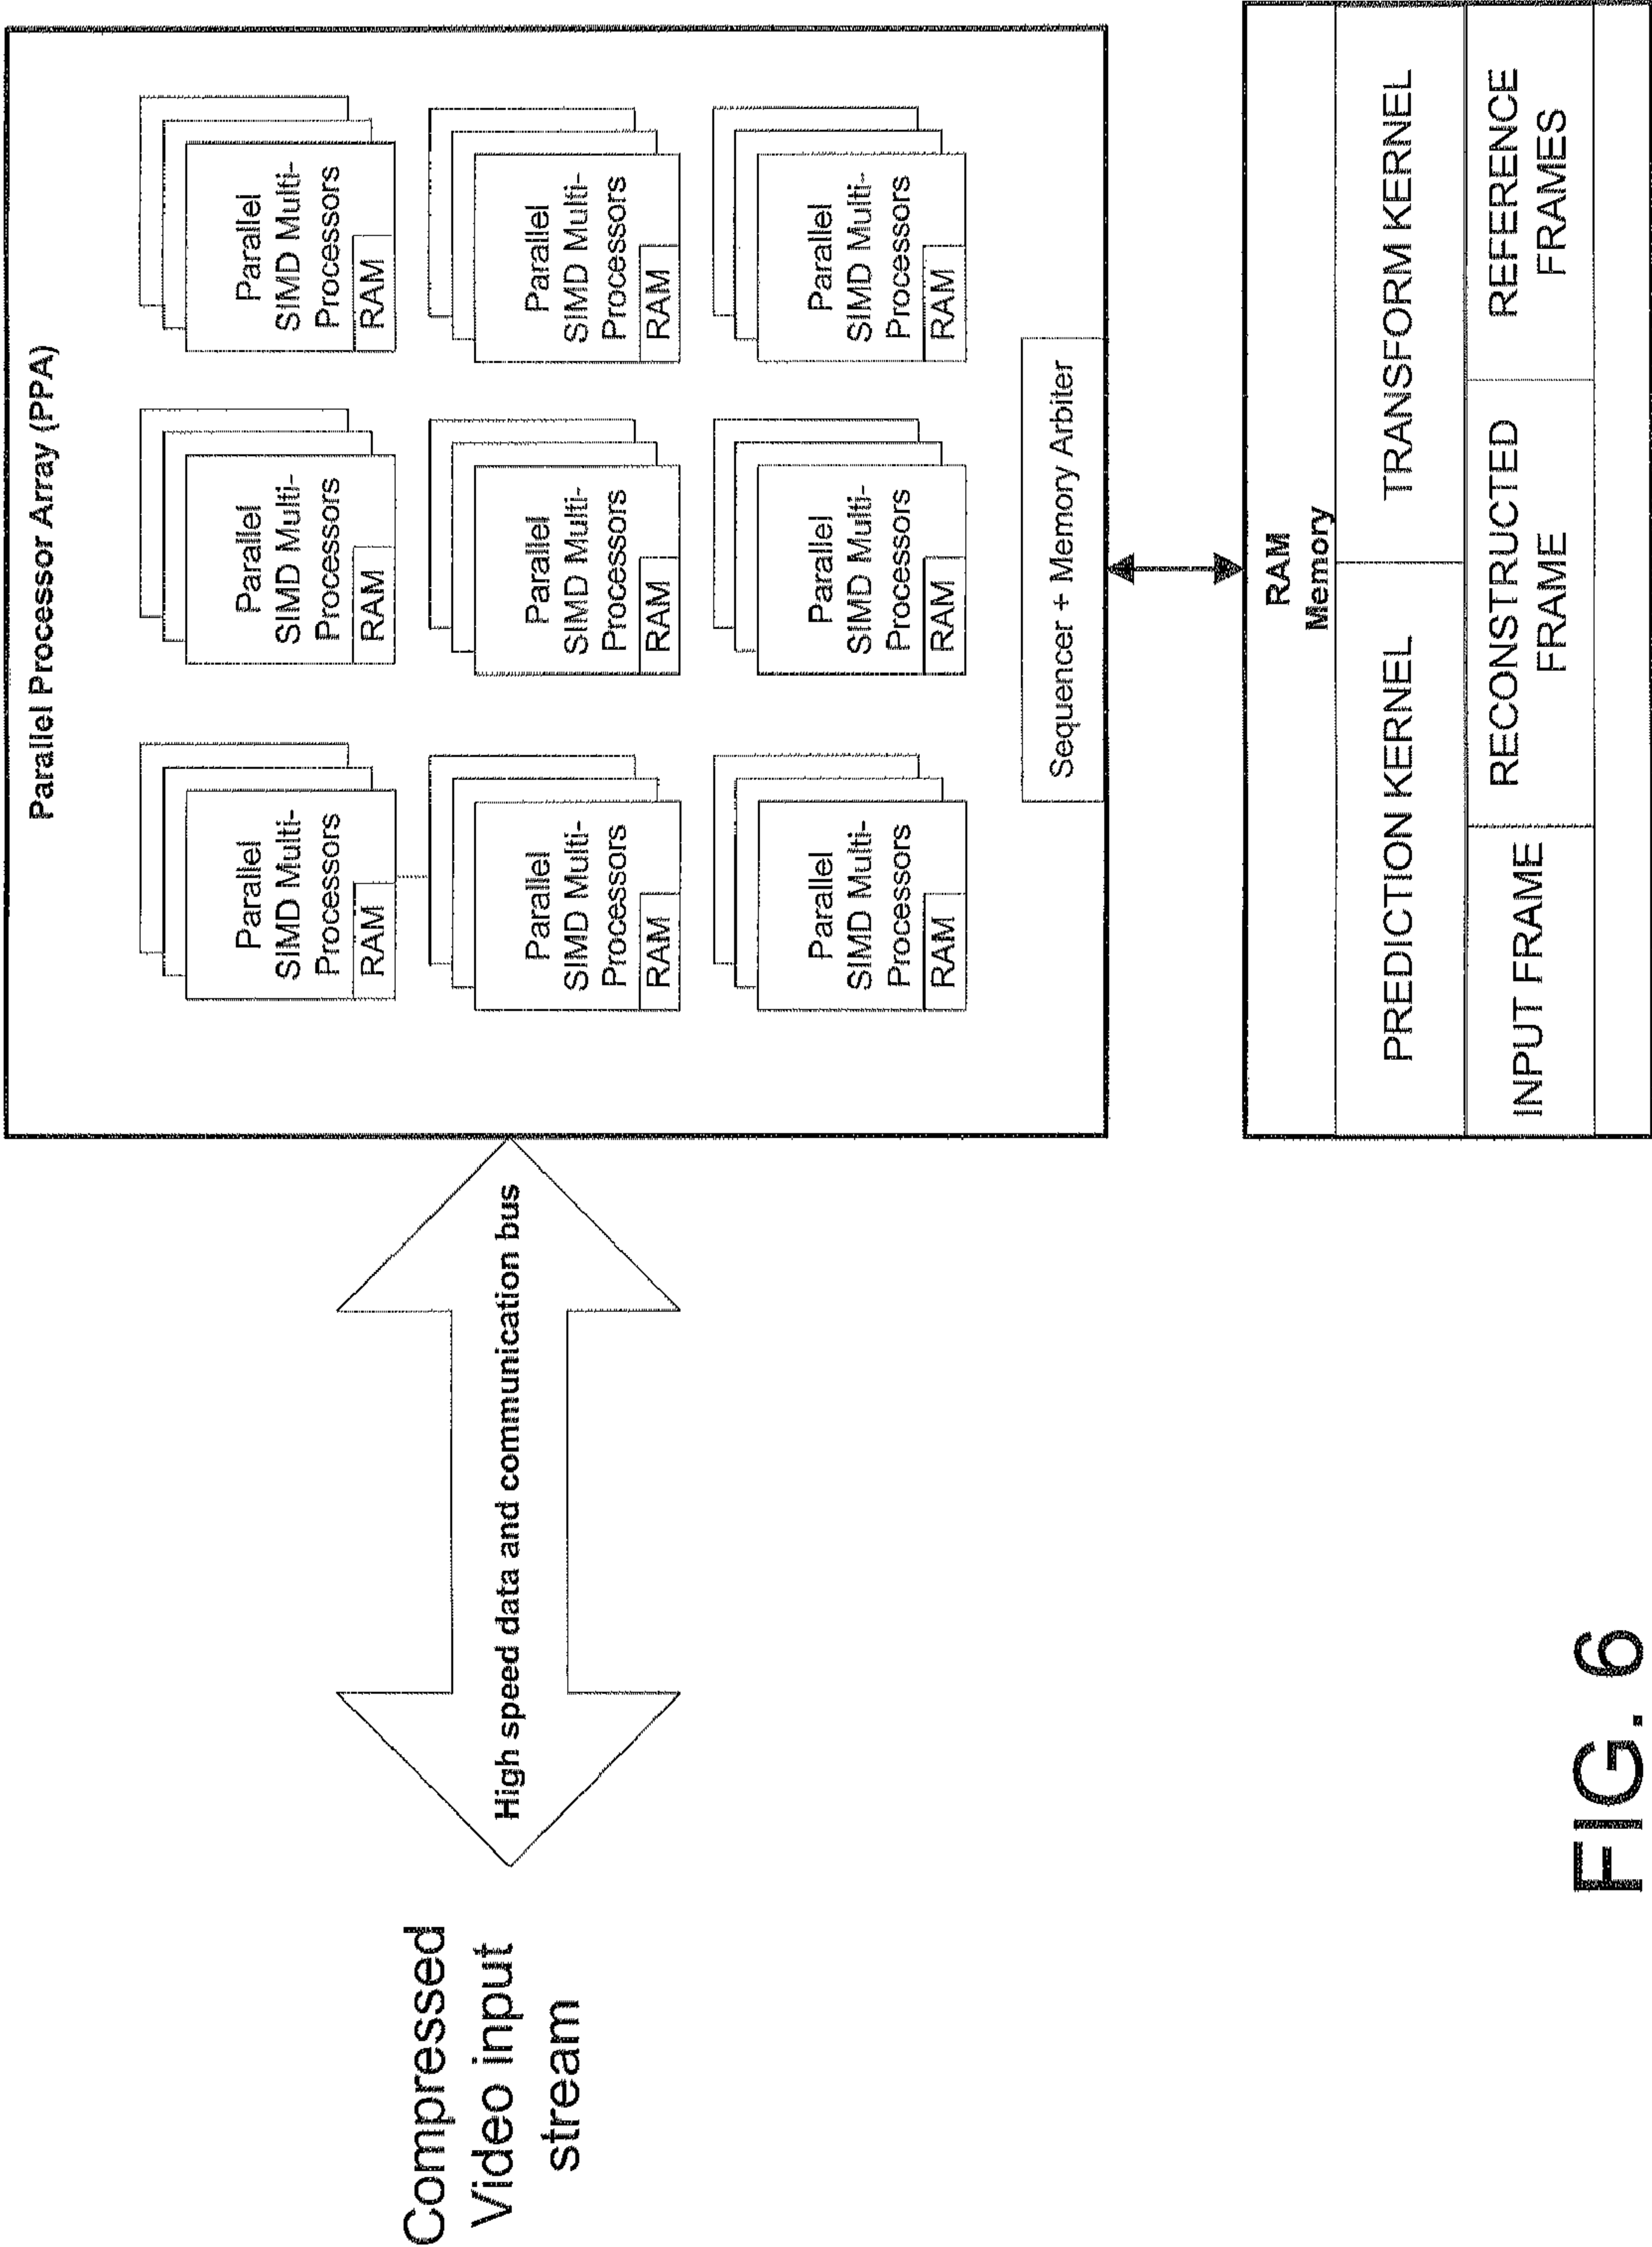 Parallel Processor Array (PPA)
Parallel
SIMD Multi-
Processors
RAM
Parallel
SIMD Multi-
Processors
RAM
Parallel
SIMD Multi-
Processors
RAM
Parallel
SIMD Multi-
Processors
RAM
Parallel
SIMD Multi-
Processors
RAM
Parallel
SIMD Multi-
Processors
RAM
Parallel
SIMD Multi-
Processors
RAM
Parallel
SIMD Multi-
Processors
RAM
Parallel
SIMD Multi-
Processors
RAM
Sequencer + Memory Arbiter
Compressed
Video input
stream
High speed data and communication bus
RAM
Memory
PREDICTION KERNEL
TRANSFORM KERNEL
INPUT FRAME
RECONSTRUCTED
FRAME
REFERENCE
FRAMES
FIG. 6